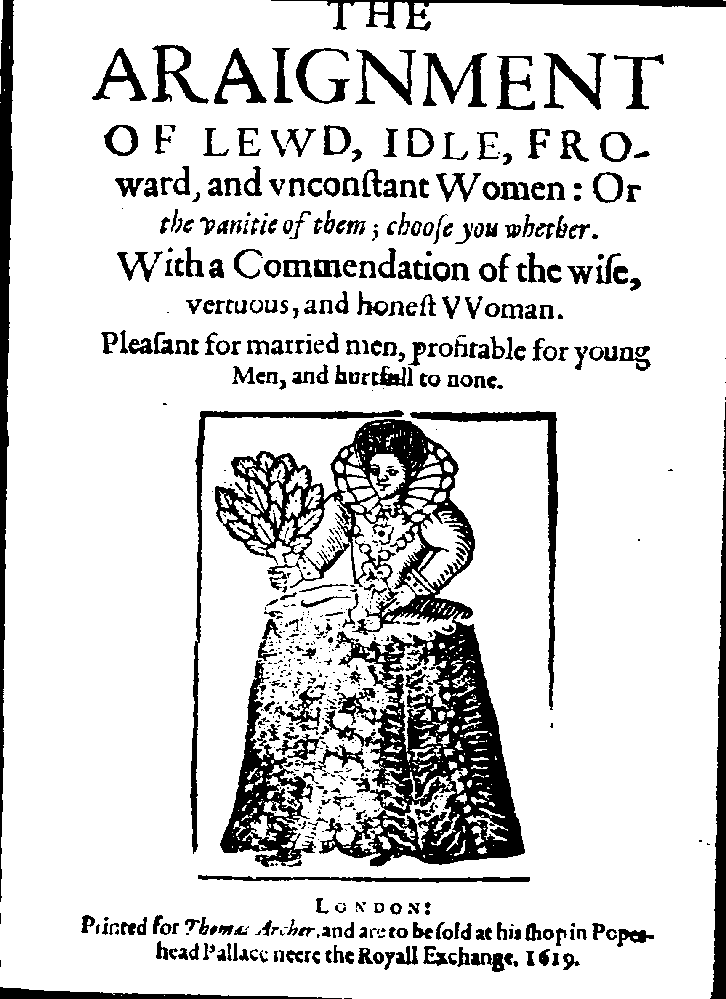 THE
ARAIGNMENT
OF LEWD, IDLE, FRO-
ward, and vnconſtant Women: Or
the vanitie of them; chooſe you whether.
With a Commendation of the wiſe,
vertuous, and honeſt VVoman.
Pleaſant for married men, profitable for young
Men, and hurtfull to none.
LONDON:
Printed for Thomas Archer, and are to be ſold at his ſhop in Popes-
head Pallace neere the Royall Exchange. 1619.